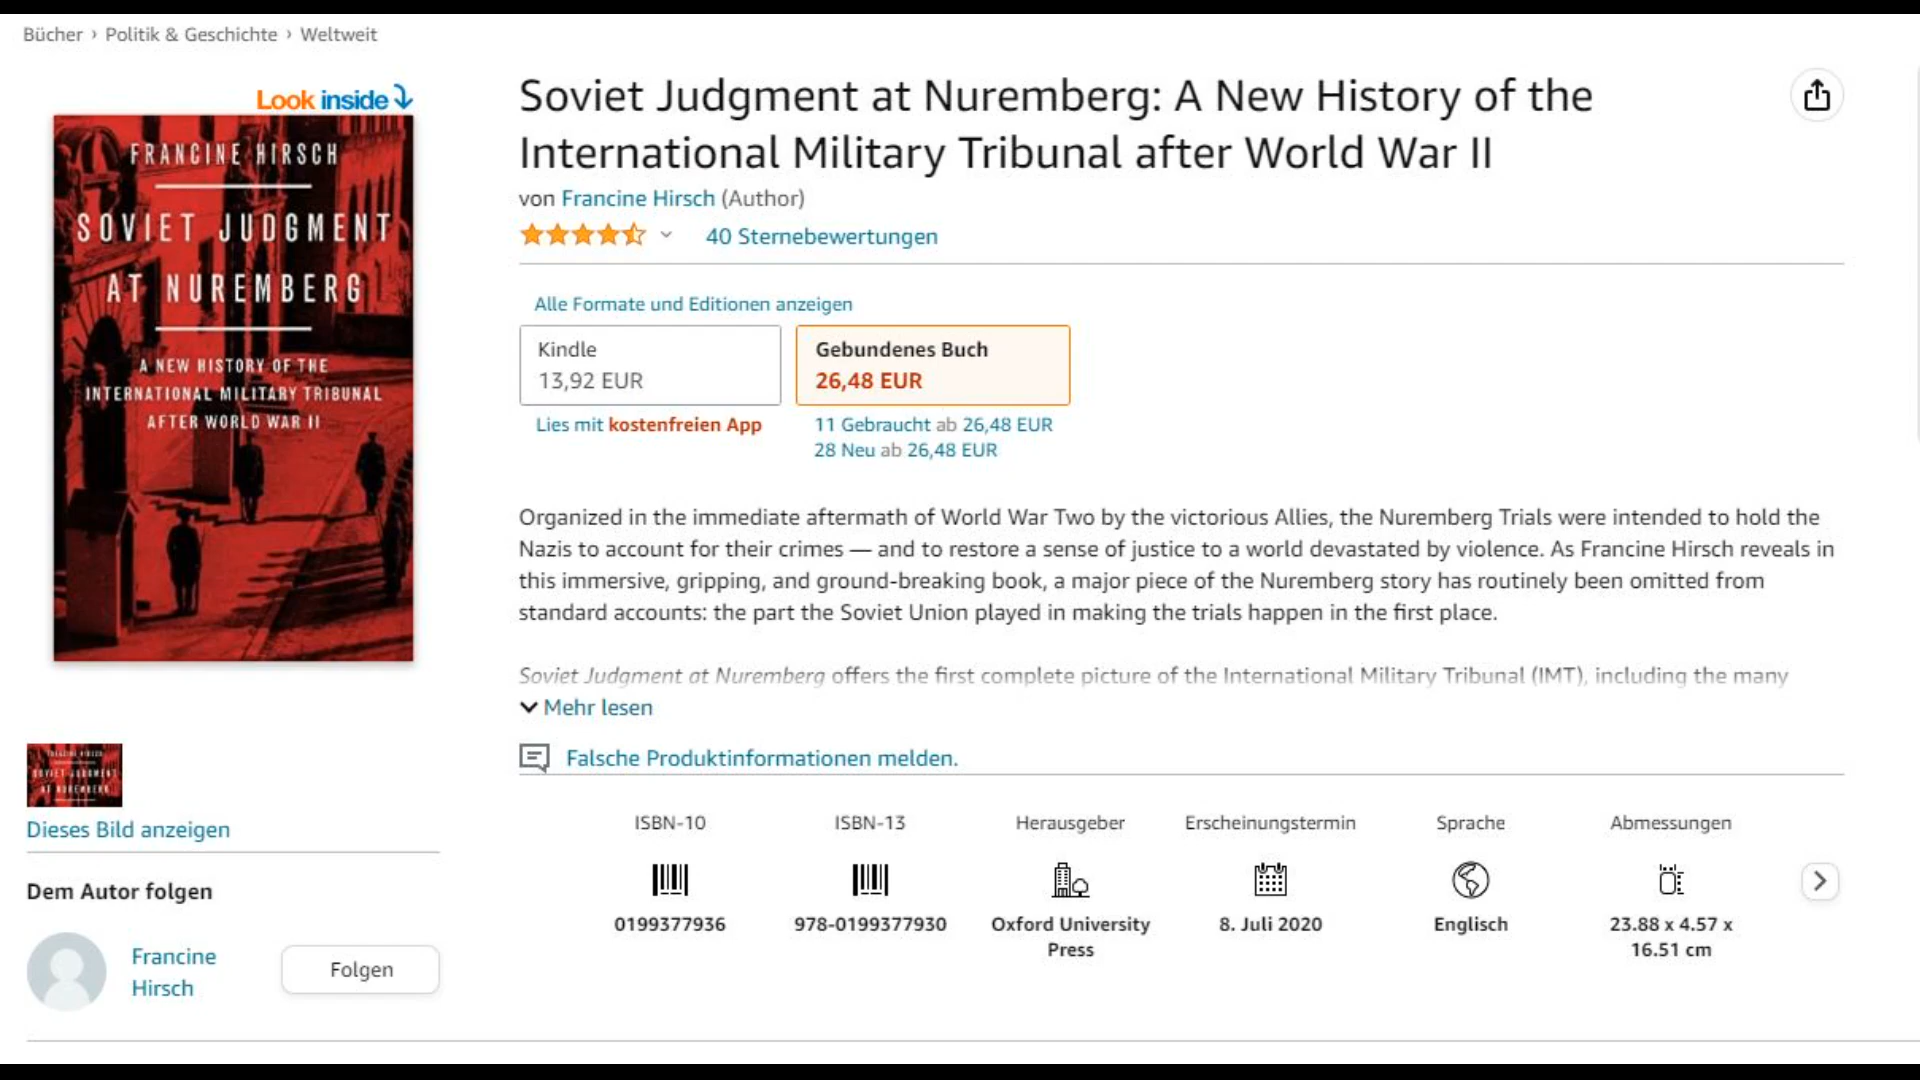 Bücher › Politik & Geschichte › Weltweit
Look inside
FRANCINE HIRSCH
SOVIET JUDGMENT
AT NUREMBERG
A NEW HISTORY OF THE
INTERNATIONAL MILITARY TRIBUNAL
AFTER WORLD WAR II
Dieses Bild anzeigen
Dem Autor folgen
Francine
Hirsch
Folgen
Soviet Judgment at Nuremberg: A New History of the
International Military Tribunal after World War II
von Francine Hirsch (Author)
40 Sternebewertungen
Alle Formate und Editionen anzeigen
Kindle
13,92 EUR
Lies mit kostenfreien App
Gebundenes Buch
26,48 EUR
11 Gebraucht ab 26,48 EUR
28 Neu ab 26,48 EUR
Organized in the immediate aftermath of World War Two by the victorious Allies, the Nuremberg Trials were intended to hold the
Nazis to account for their crimes — and to restore a sense of justice to a world devastated by violence. As Francine Hirsch reveals in
this immersive, gripping, and ground-breaking book, a major piece of the Nuremberg story has routinely been omitted from
standard accounts: the part the Soviet Union played in making the trials happen in the first place.
Soviet Judgment at Nuremberg offers the first complete picture of the International Military Tribunal (IMT), including the many
Mehr lesen
Falsche Produktinformationen melden.
ISBN-10
0199377936
ISBN-13
978-0199377930
Herausgeber
Oxford University
Press
Erscheinungstermin
8. Juli 2020
Sprache
Englisch
Abmessungen
23.88 x 4.57 x
16.51 cm